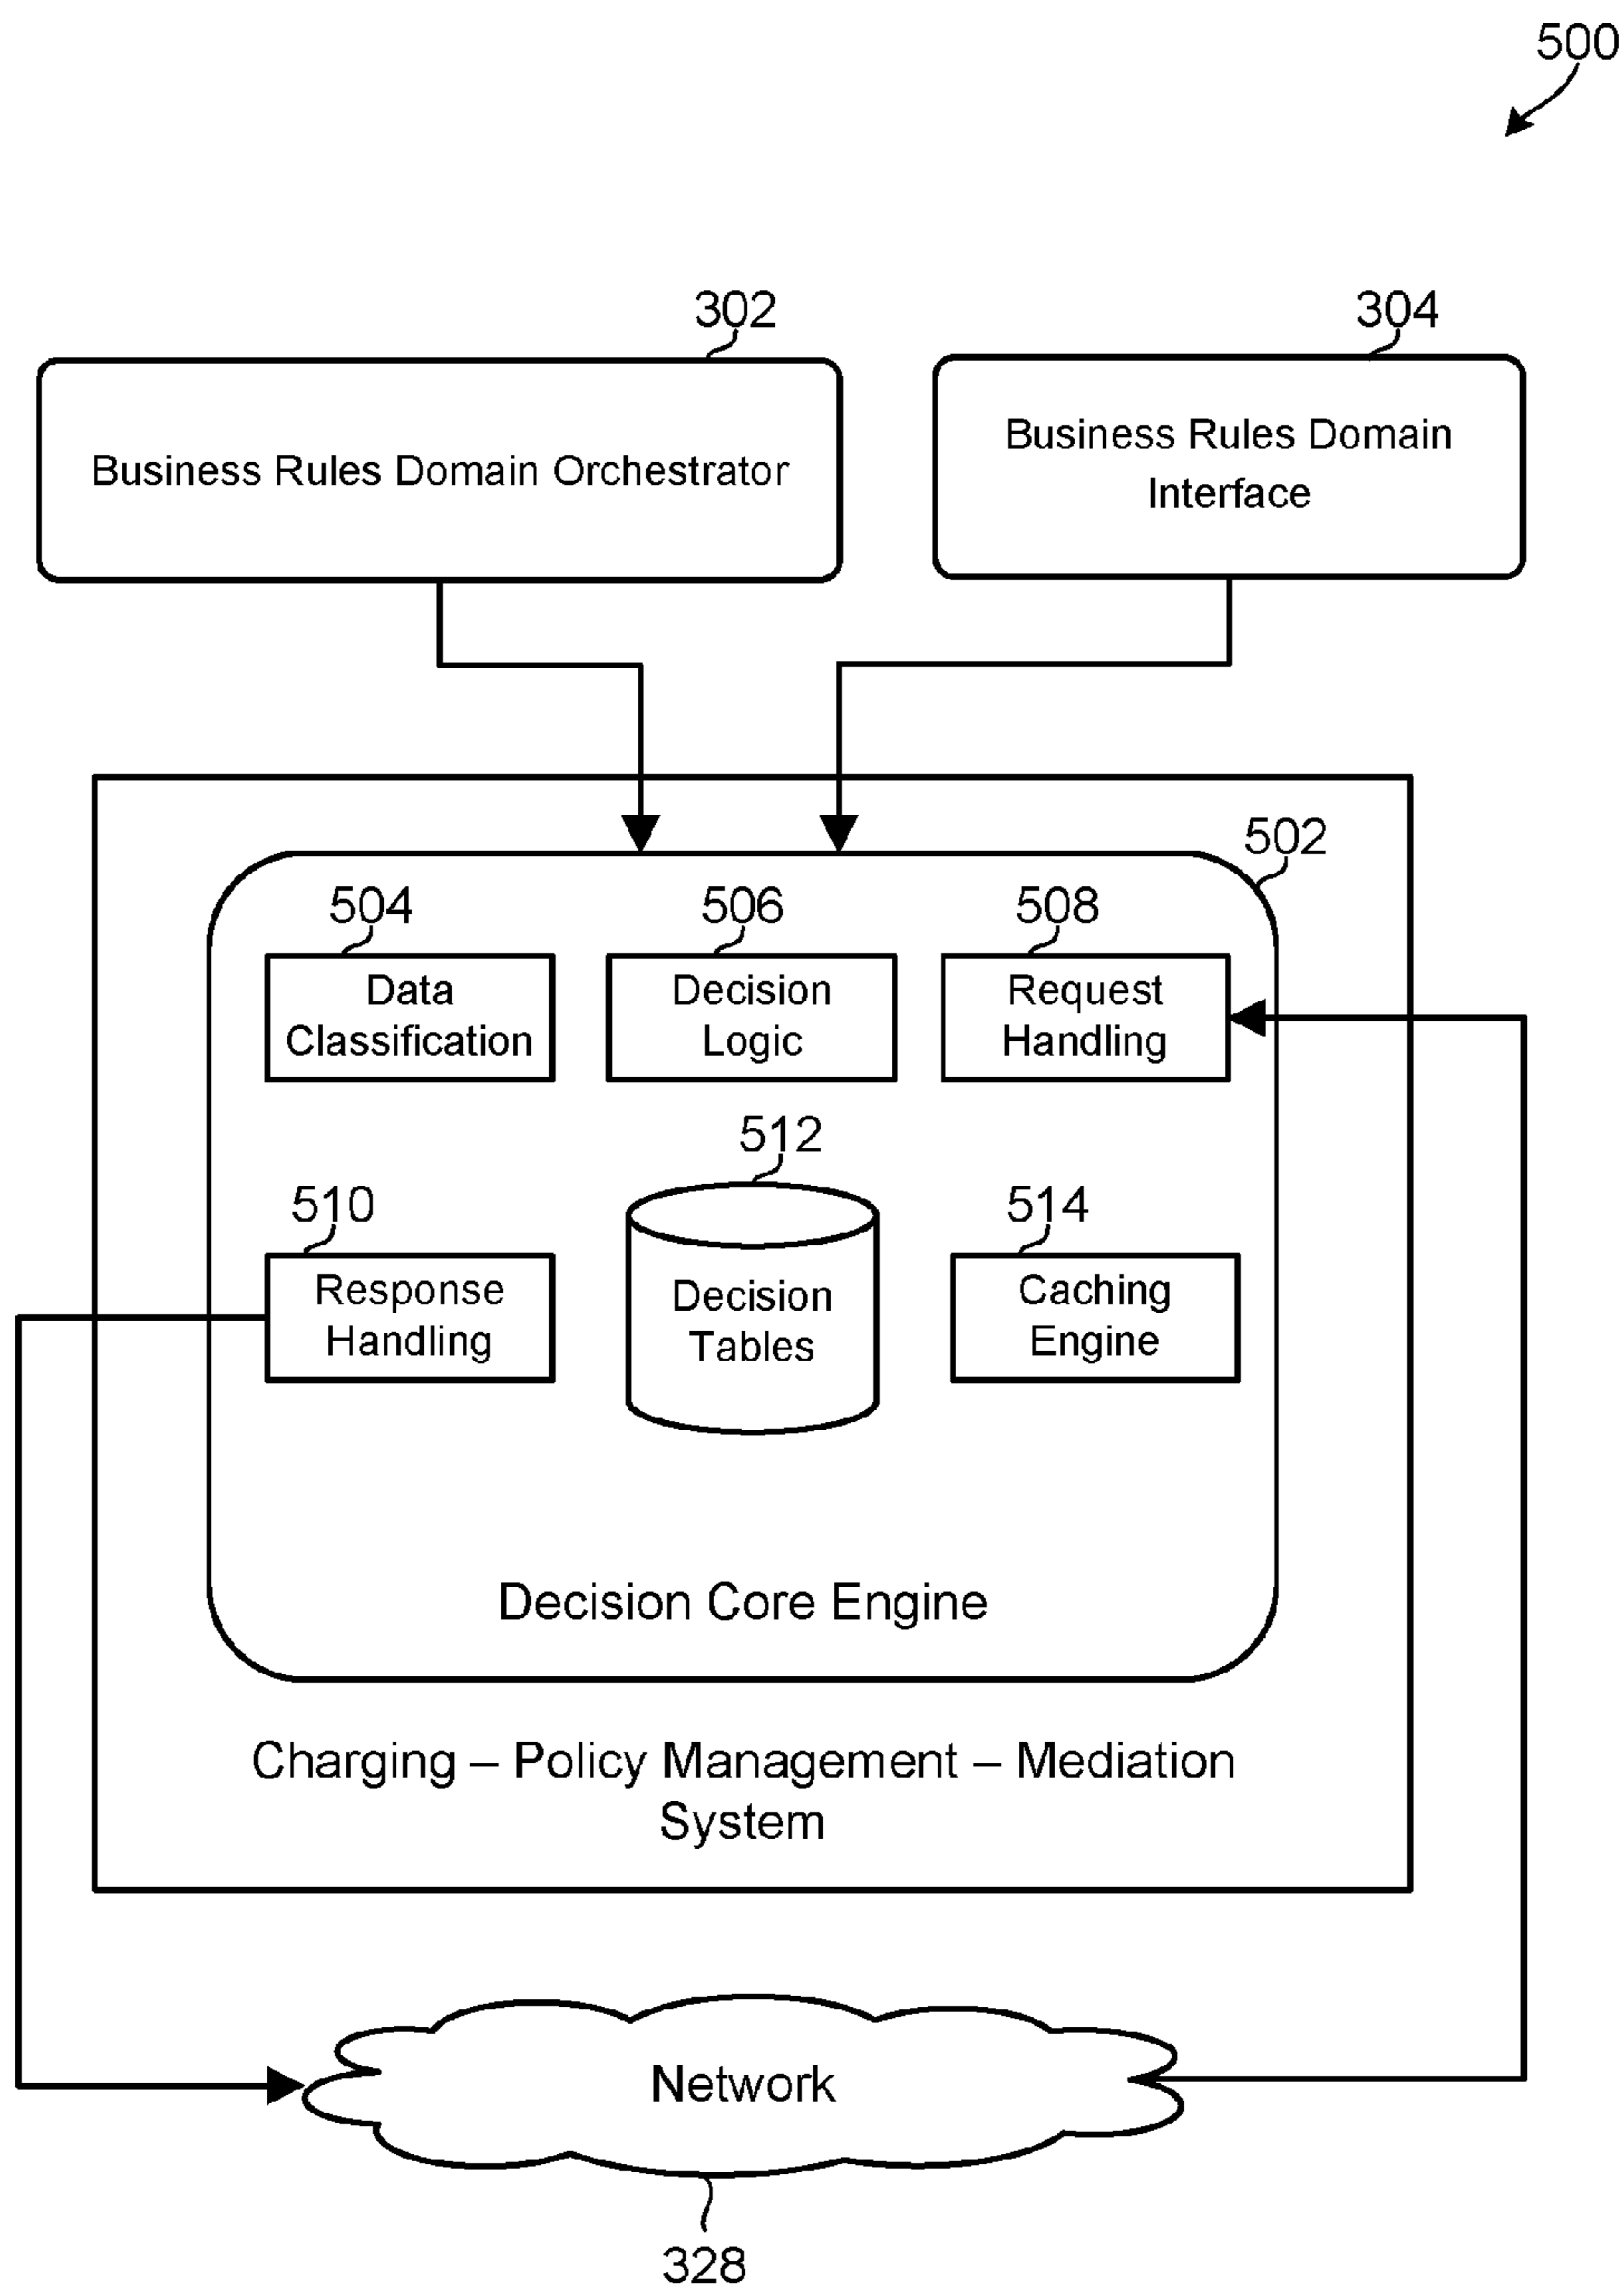 500
302
304
Business Rules Domain Orchestrator
Business Rules Domain
Interface
502
504
506
508
Data
Classification
Decision
Logic
Request
Handling
512
510
514
Response
Handling
Decision
Tables
Caching
Engine
Decision Core Engine
Charging – Policy Management – Mediation
System
Network
328